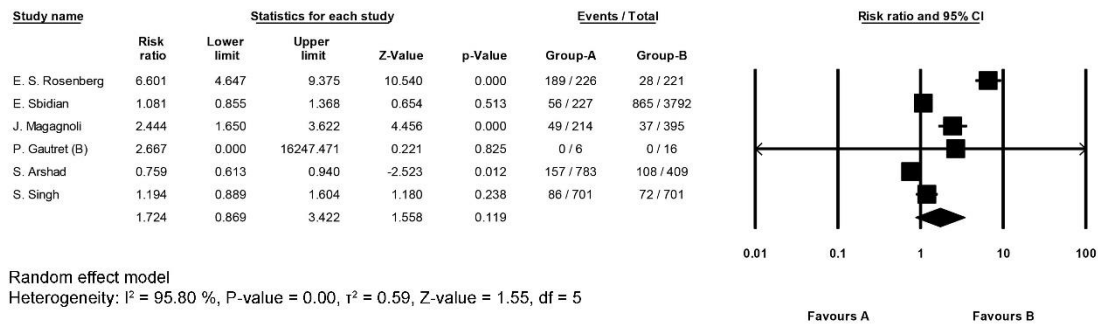 Study name Statistics for each study Events / Total Risk ratio and 95% CI
Risk ratio Lower limit Upper limit Z-Value p-Value Group-A Group-B
E. S. Rosenberg 6.601 4.647 9.375 10.540 0.000 189 / 226 28 / 221
E. Sbidian 1.081 0.855 1.368 0.654 0.513 56 / 227 865 / 3792
J. Magagnoli 2.444 1.650 3.622 4.456 0.000 49 / 214 37 / 395
P. Gautret (B) 2.667 0.000 16247.471 0.221 0.825 0 / 6 0 / 16
S. Arshad 0.759 0.613 0.940 -2.523 0.012 157 / 783 108 / 409
S. Singh 1.194 0.889 1.604 1.180 0.238 86 / 701 72 / 701
1.724 0.869 3.422 1.558 0.119
0.01 0.1 1 10 100
Random effect model
Heterogeneity: I² = 95.80 %, P-value = 0.00, τ² = 0.59, Z-value = 1.55, df = 5
Favours A Favours B